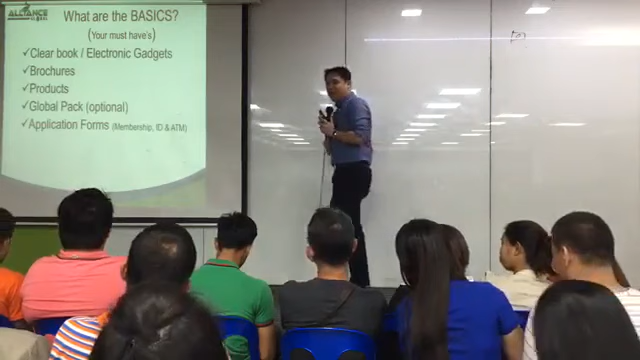 ALLIANCE
GLOBAL
What are the BASICS?
(Your must have's)
✓Clear book / Electronic Gadgets
✓Brochures
✓Products
✓Global Pack (optional)
✓Application Forms (Membership, ID & ATM)